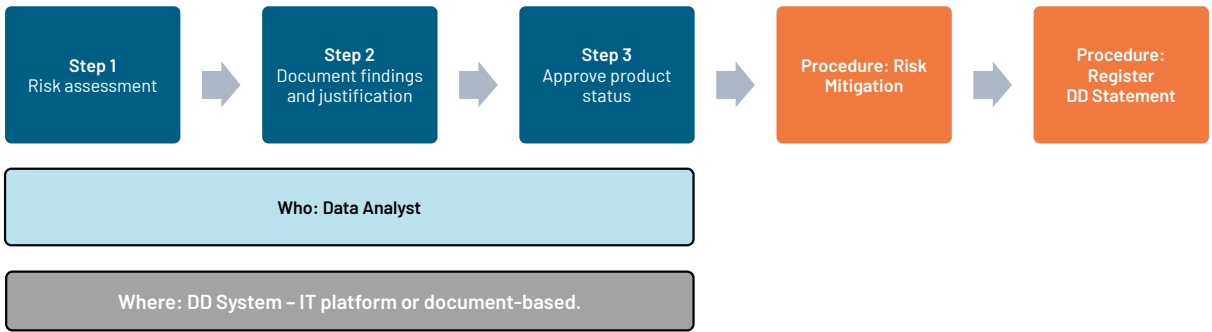 Step 1
Risk assessment
Step 2
Document findings
and justification
Step 3
Approve product
status
Procedure: Risk
Mitigation
Procedure:
Register
DD Statement
Who: Data Analyst
Where: DD System – IT platform or document-based.